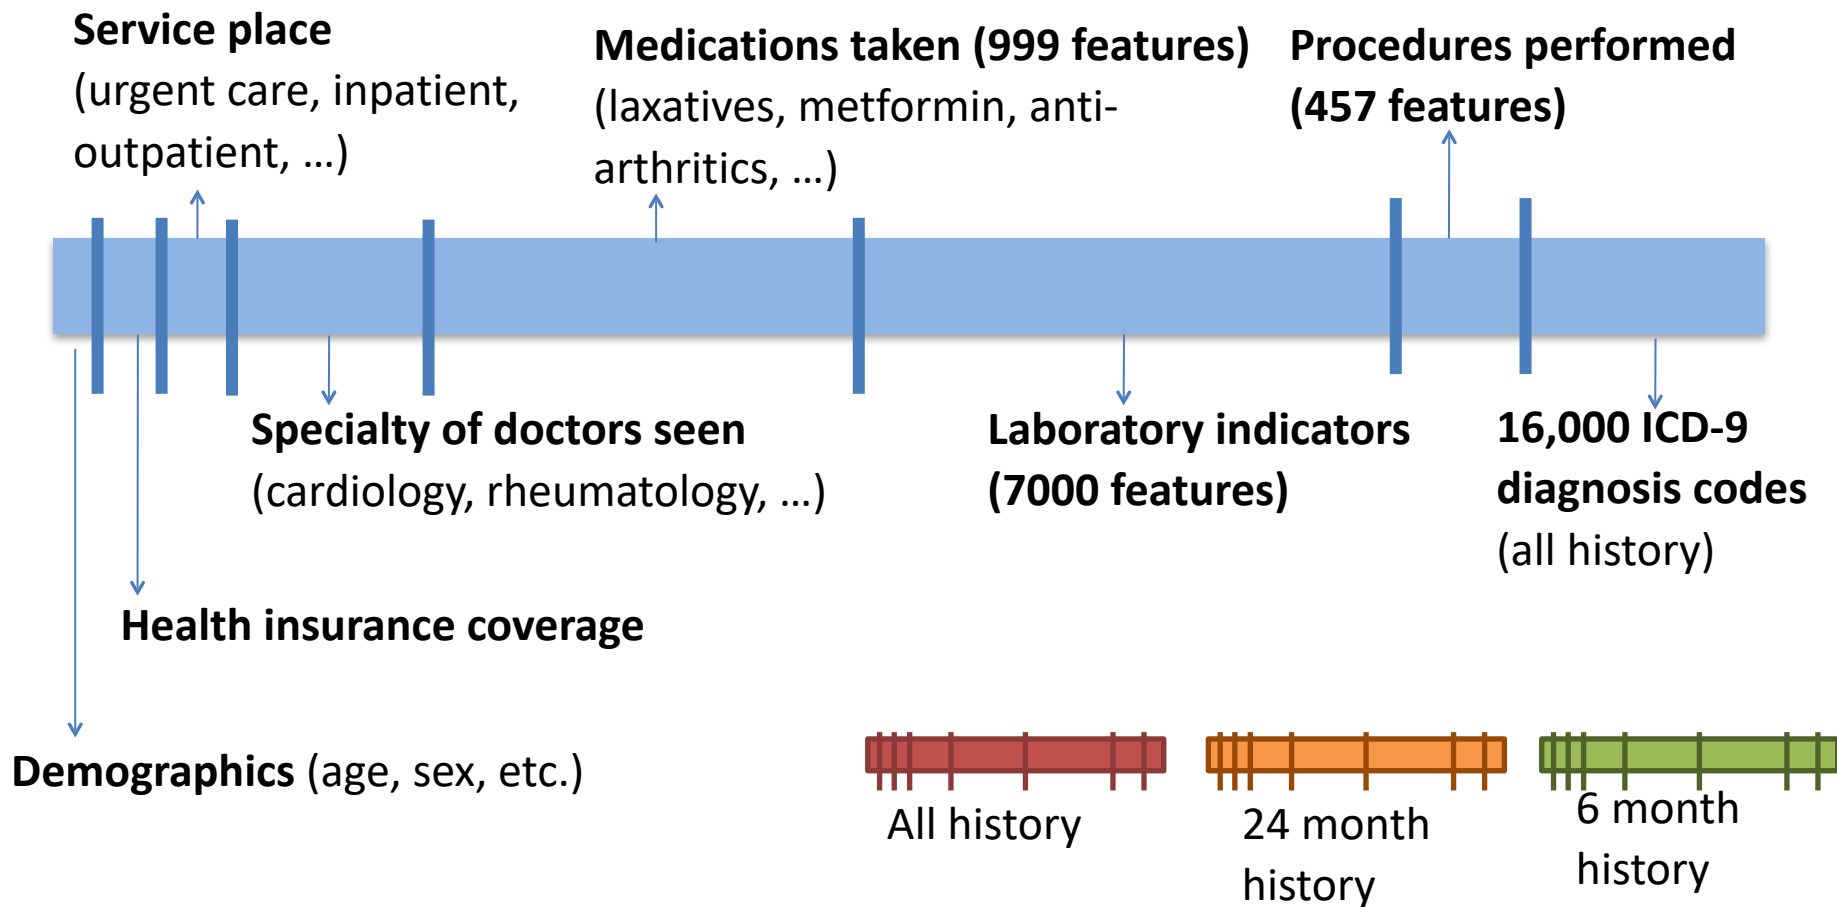 Service place
(urgent care, inpatient,
outpatient, …)
Medications taken (999 features)
(laxatives, metformin, anti-
arthritics, …)
Procedures performed
(457 features)
Specialty of doctors seen
(cardiology, rheumatology, …)
Laboratory indicators
(7000 features)
16,000 ICD-9
diagnosis codes
(all history)
Health insurance coverage
Demographics (age, sex, etc.)
All history
24 month
history
6 month
history